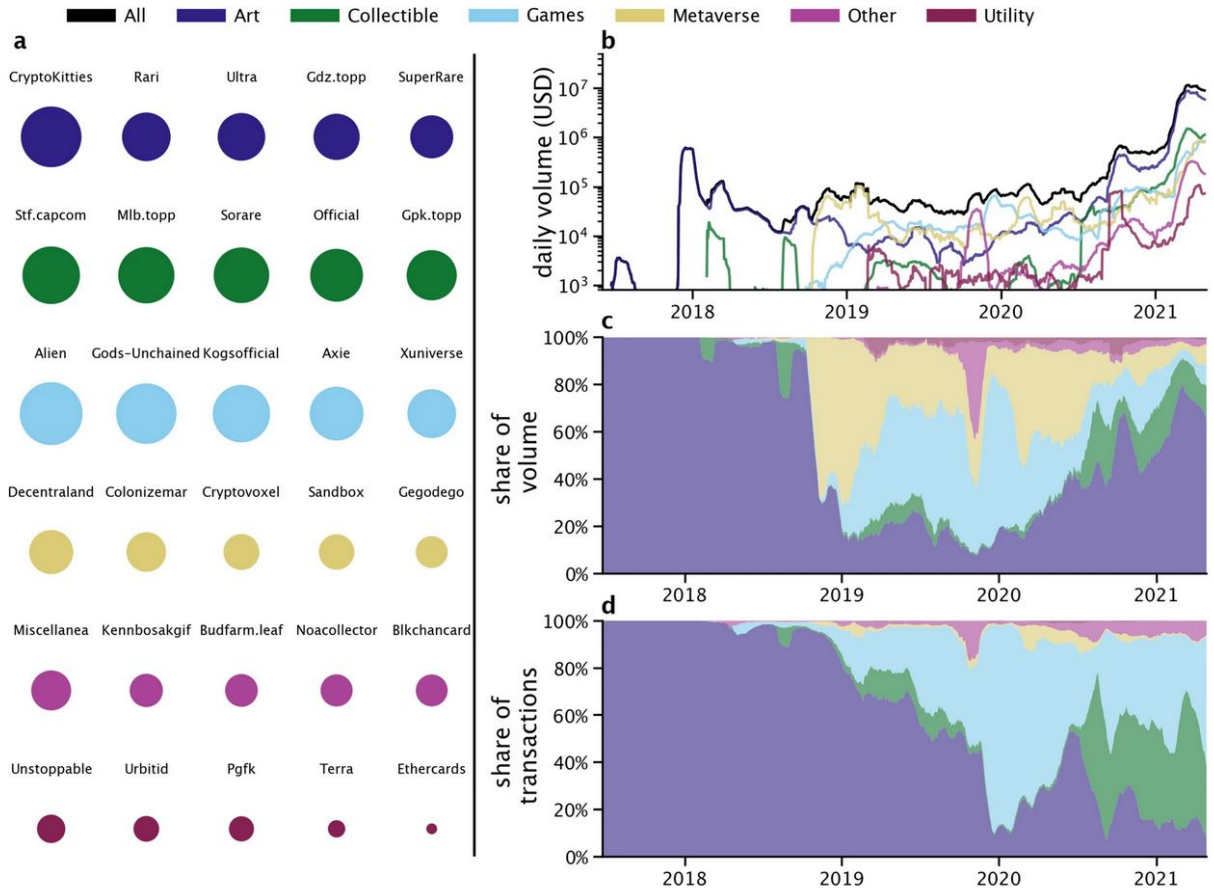 All Art Collectible Games Metaverse Other Utility
a
CryptoKitties Rari Ultra Gdz.topp SuperRare
Stf.capcom Mlb.topp Sorare Official Gpk.topp
Alien Gods-Unchained Kogsofficial Axie Xuniverse
Decentraland Colonizemar Cryptovoxel Sandbox Gegodego
Miscellanea Kennbosakgif Budfarm.leaf Noacollector Blkchancard
Unstoppable Urbitid Pgfk Terra Ethercards
b
daily volume (USD)
10⁷
10⁶
10⁵
10⁴
10³
2018 2019 2020 2021
c
share of
volume
100%
80%
60%
40%
20%
0%
2018 2019 2020 2021
d
share of
transactions
100%
80%
60%
40%
20%
0%
2018 2019 2020 2021